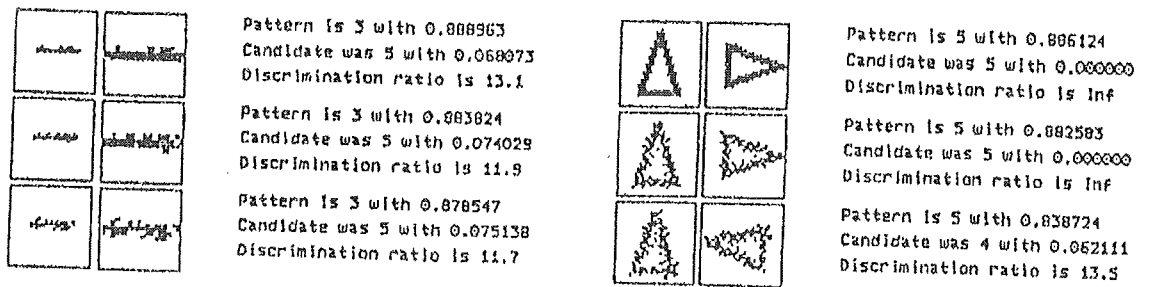 Pattern is 3 with 0.888963
Candidate was 5 with 0.068073
Discrimination ratio is 13.1
Pattern is 3 with 0.883824
Candidate was 5 with 0.074029
Discrimination ratio is 11.9
Pattern is 3 with 0.878547
Candidate was 5 with 0.075138
Discrimination ratio is 11.7
Pattern is 5 with 0.886124
Candidate was 5 with 0.000000
Discrimination ratio is Inf
Pattern is 5 with 0.882583
Candidate was 5 with 0.000000
Discrimination ratio is Inf
Pattern is 5 with 0.838724
Candidate was 4 with 0.062111
Discrimination ratio is 13.5